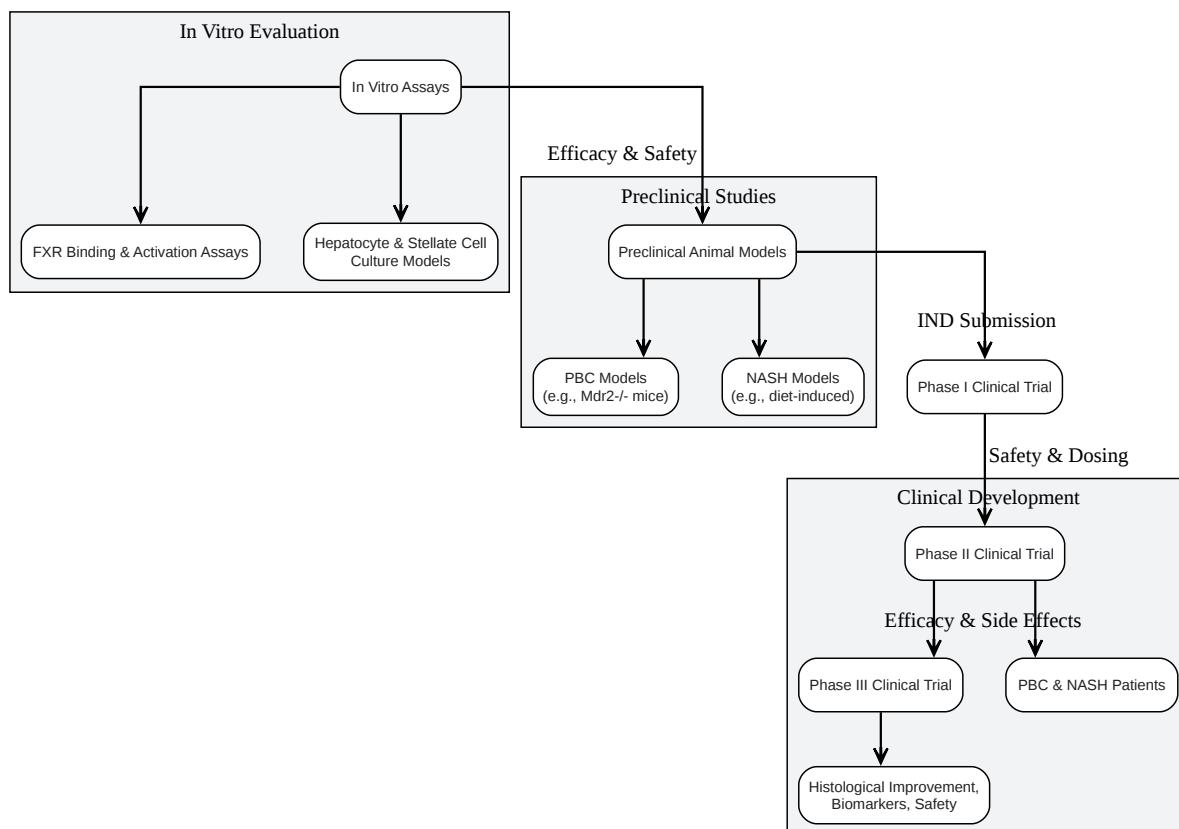 In Vitro Evaluation
In Vitro Assays
Efficacy & Safety
FXR Binding & Activation Assays
Hepatocyte & Stellate Cell
Culture Models
Preclinical Studies
Preclinical Animal Models
IND Submission
PBC Models
(e.g., Mdr2-/- mice)
NASH Models
(e.g., diet-induced)
Phase I Clinical Trial
Safety & Dosing
Clinical Development
Phase II Clinical Trial
Efficacy & Side Effects
Phase III Clinical Trial
PBC & NASH Patients
Histological Improvement,
Biomarkers, Safety